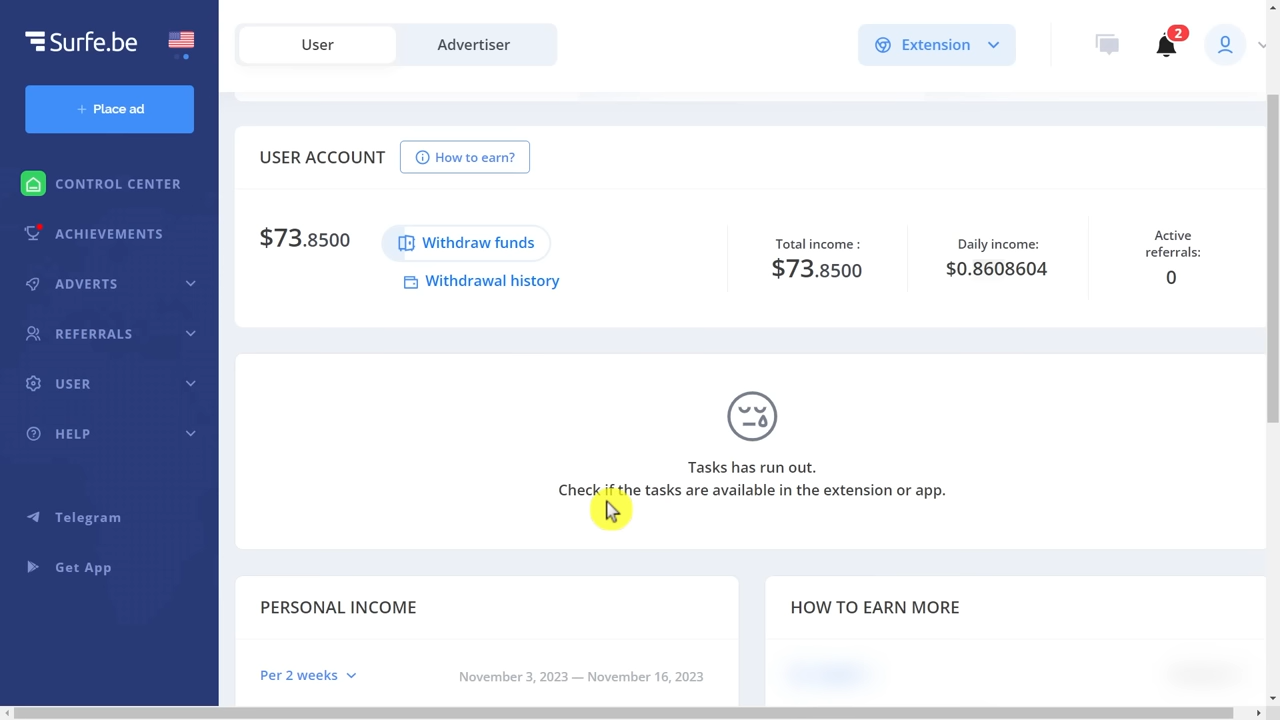 Surfe.be
User
Advertiser
Extension
2
+ Place ad
CONTROL CENTER
ACHIEVEMENTS
ADVERTS
REFERRALS
USER
HELP
Telegram
Get App
USER ACCOUNT
How to earn?
$73.8500
Withdraw funds
Withdrawal history
Total income :
$73.8500
Daily income:
$0.8608604
Active
referrals:
0
Tasks has run out.
Check if the tasks are available in the extension or app.
PERSONAL INCOME
Per 2 weeks
November 3, 2023 — November 16, 2023
HOW TO EARN MORE